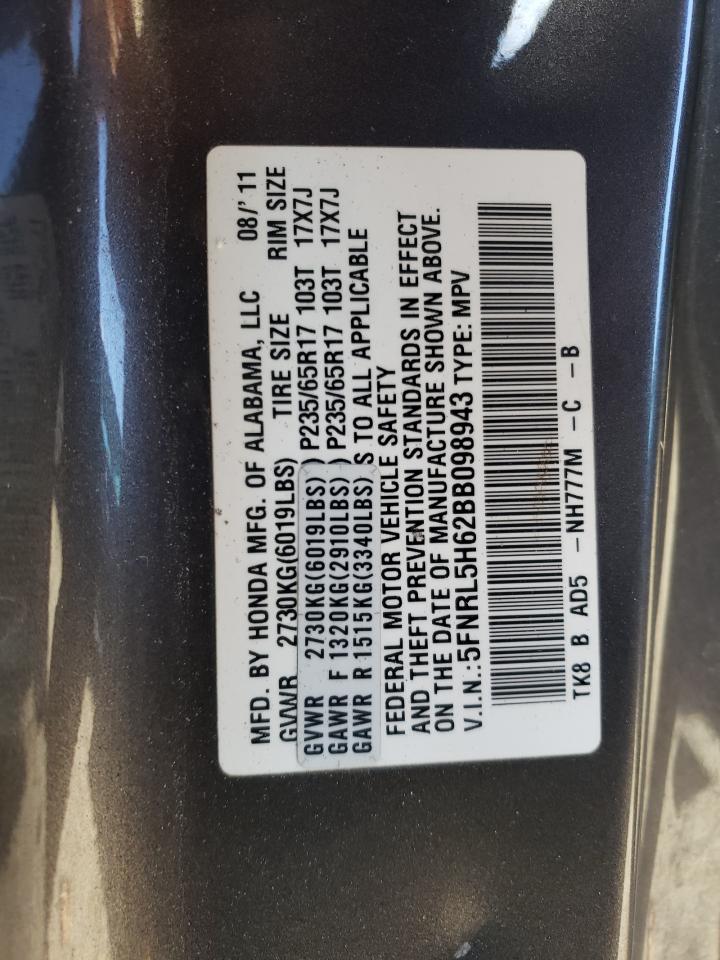 MFD. BY HONDA MFG. OF ALABAMA, LLC 08/'11
GVWR 2730KG(6019LBS) TIRE SIZE RIM SIZE
GVWR 2730KG(6019LBS) ) P235/65R17 103T 17X7J
GAWR F 1320KG(2910LBS) ) P235/65R17 103T 17X7J
GAWR R 1515KG(3340LBS) S TO ALL APPLICABLE
FEDERAL MOTOR VEHICLE SAFETY
AND THEFT PREVENTION STANDARDS IN EFFECT
ON THE DATE OF MANUFACTURE SHOWN ABOVE.
V.I.N.:5FNRL5H62BB098943 TYPE: MPV
TK8 B AD5 -NH777M -C -B